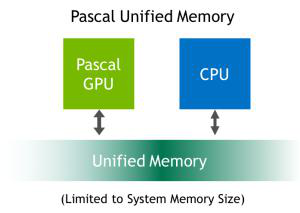 Pascal Unified Memory
Pascal
GPU
CPU
Unified Memory
(Limited to System Memory Size)